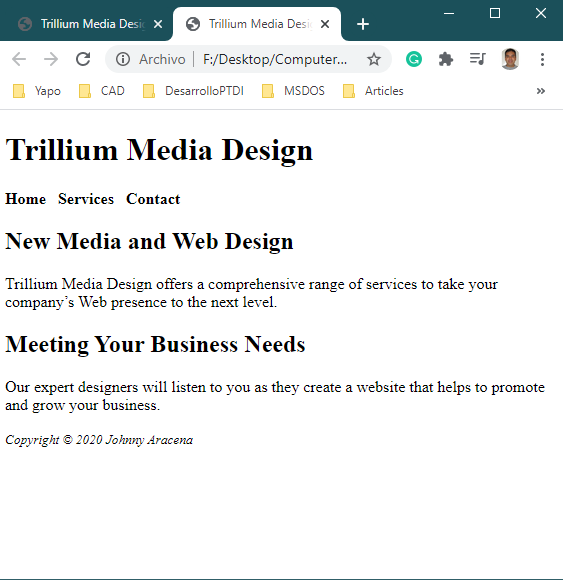 Trillium Media Desig
Trillium Media Desi
Archivo | F:/Desktop/Computer...
Yapo CAD DesarrolloPTDI MSDOS Articles »
Trillium Media Design
Home Services Contact
New Media and Web Design
Trillium Media Design offers a comprehensive range of services to take your
company’s Web presence to the next level.
Meeting Your Business Needs
Our expert designers will listen to you as they create a website that helps to promote
and grow your business.
Copyright © 2020 Johnny Aracena